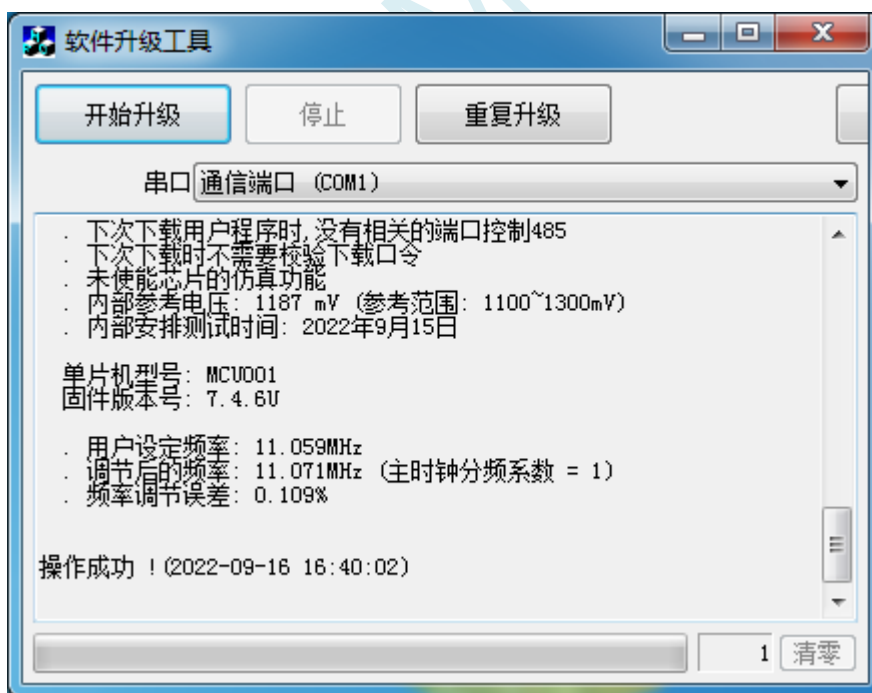 软件升级工具
开始升级 停止 重复升级
串口 通信端口 (COM1)
. 下次下载用户程序时,没有相关的端口控制485
. 下次下载时不需要校验下载口令
. 未使能芯片的仿真功能
. 内部参考电压: 1187 mV (参考范围: 1100~1300mV)
. 内部安排测试时间: 2022年9月15日
单片机型号: MCU001
固件版本号: 7.4.6U
. 用户设定频率: 11.059MHz
. 调节后的频率: 11.071MHz (主时钟分频系数 = 1)
. 频率调节误差: 0.109%
操作成功 !(2022-09-16 16:40:02)
1 清零